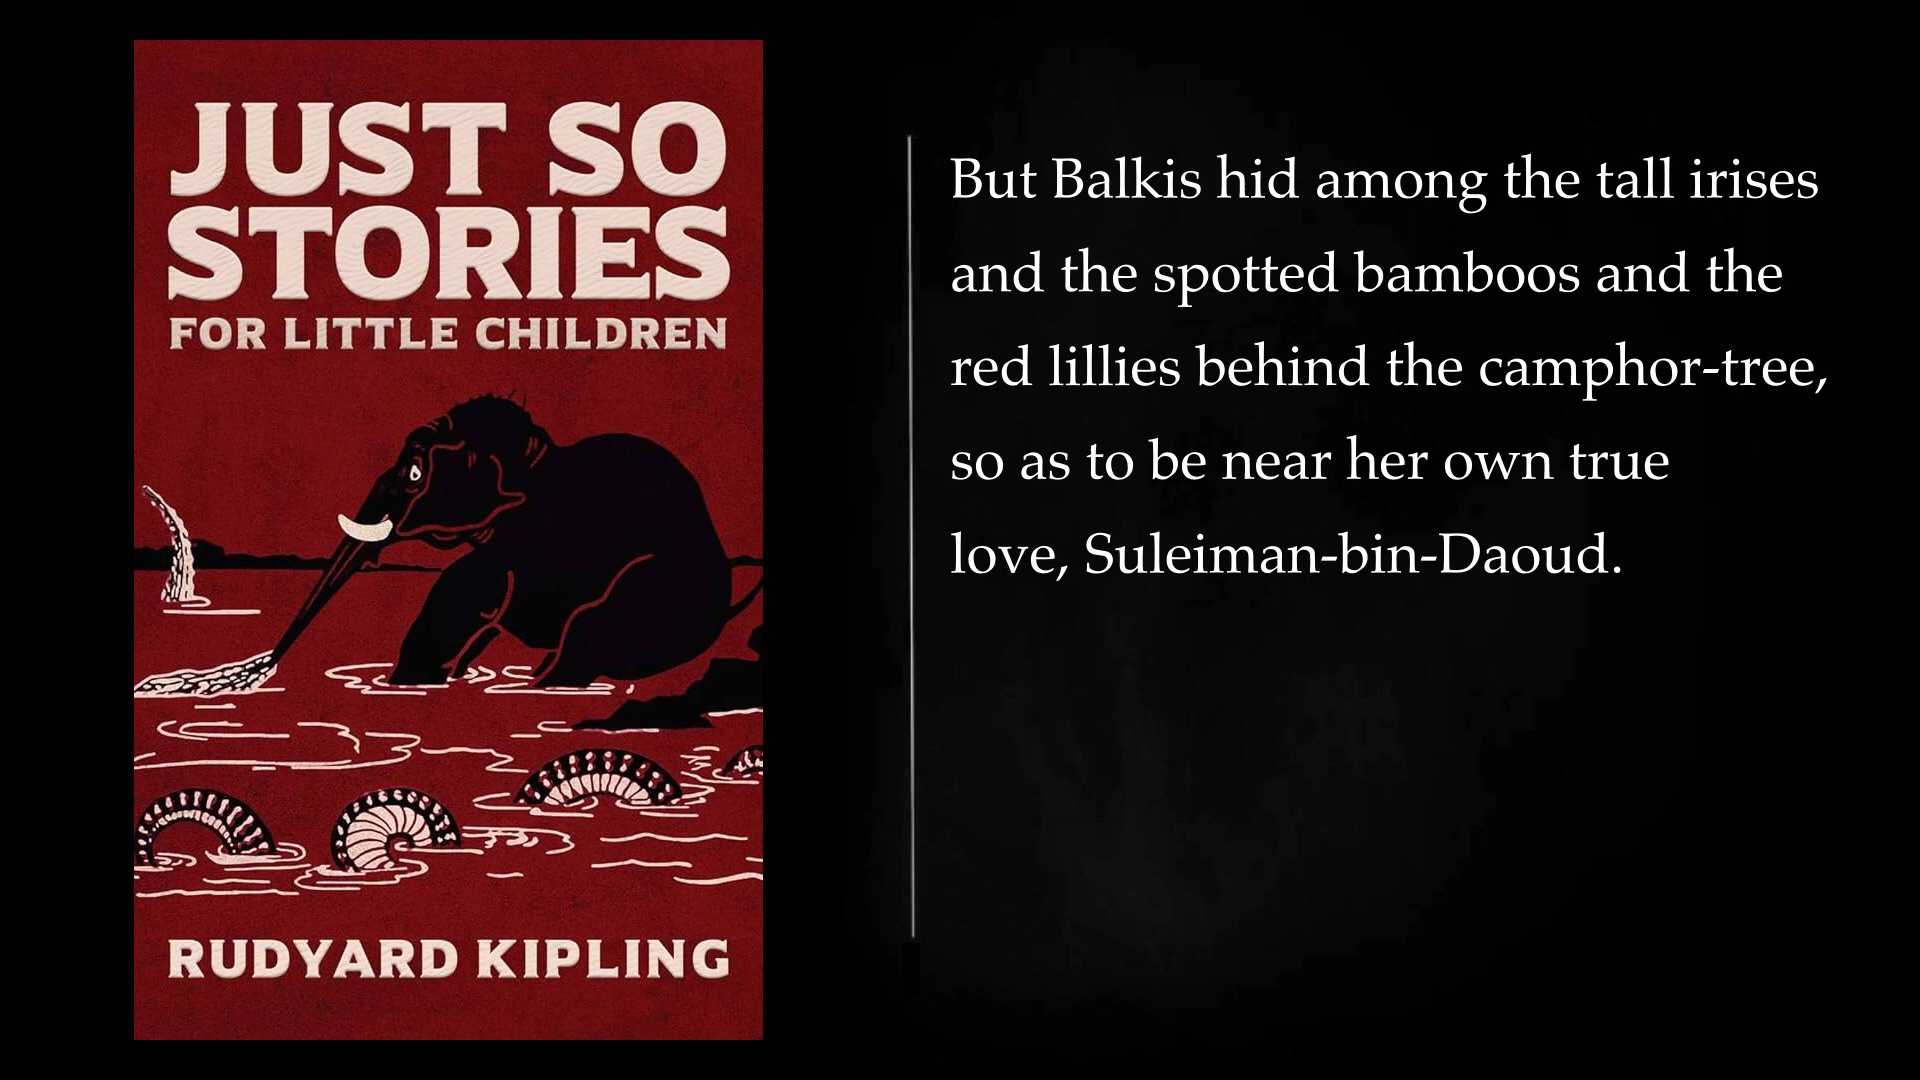 JUST SO
STORIES
FOR LITTLE CHILDREN
RUDYARD KIPLING
But Balkis hid among the tall irises
and the spotted bamboos and the
red lillies behind the camphor-tree,
so as to be near her own true
love, Suleiman-bin-Daoud.